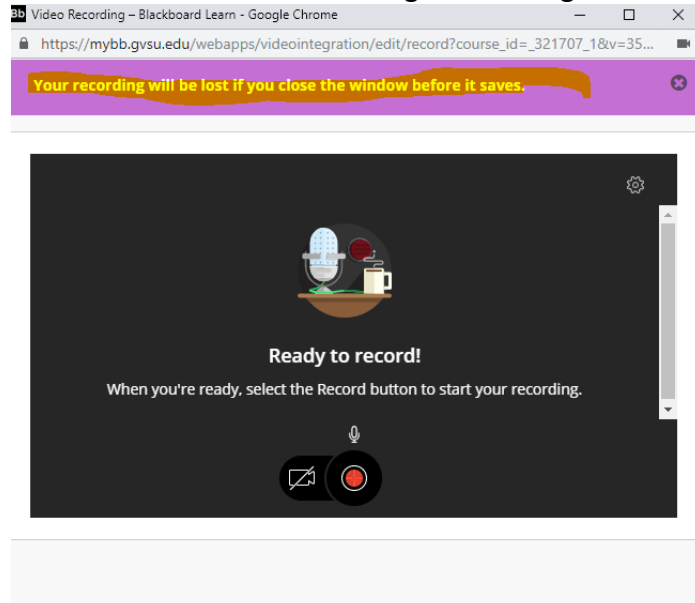 Bb Video Recording – Blackboard Learn - Google Chrome
https://mybb.gvsu.edu/webapps/videointegration/edit/record?course_id=_321707_1&v=35...
Your recording will be lost if you close the window before it saves.
Ready to record!
When you're ready, select the Record button to start your recording.